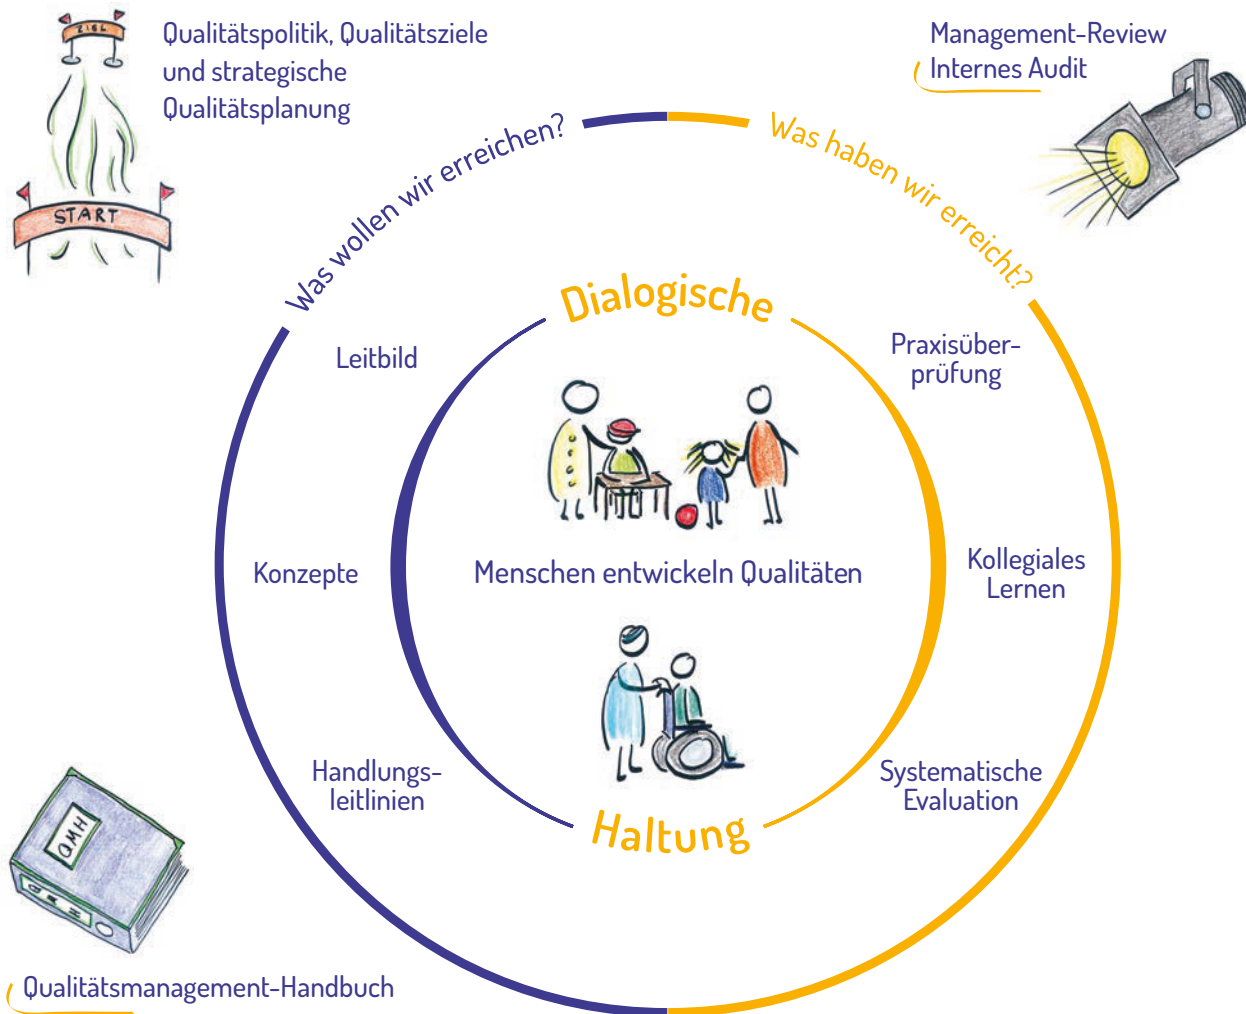 ZIEL
START
Qualitätspolitik, Qualitätsziele
und strategische
Qualitätsplanung
Management-Review
Internes Audit
Was wollen wir erreichen?
Was haben wir erreicht?
Dialogische
Leitbild
Praxisüber-
prüfung
Konzepte
Menschen entwickeln Qualitäten
Kollegiales
Lernen
Handlungs-
leitlinien
Systematische
Evaluation
Haltung
QMH
QMH
Qualitätsmanagement-Handbuch